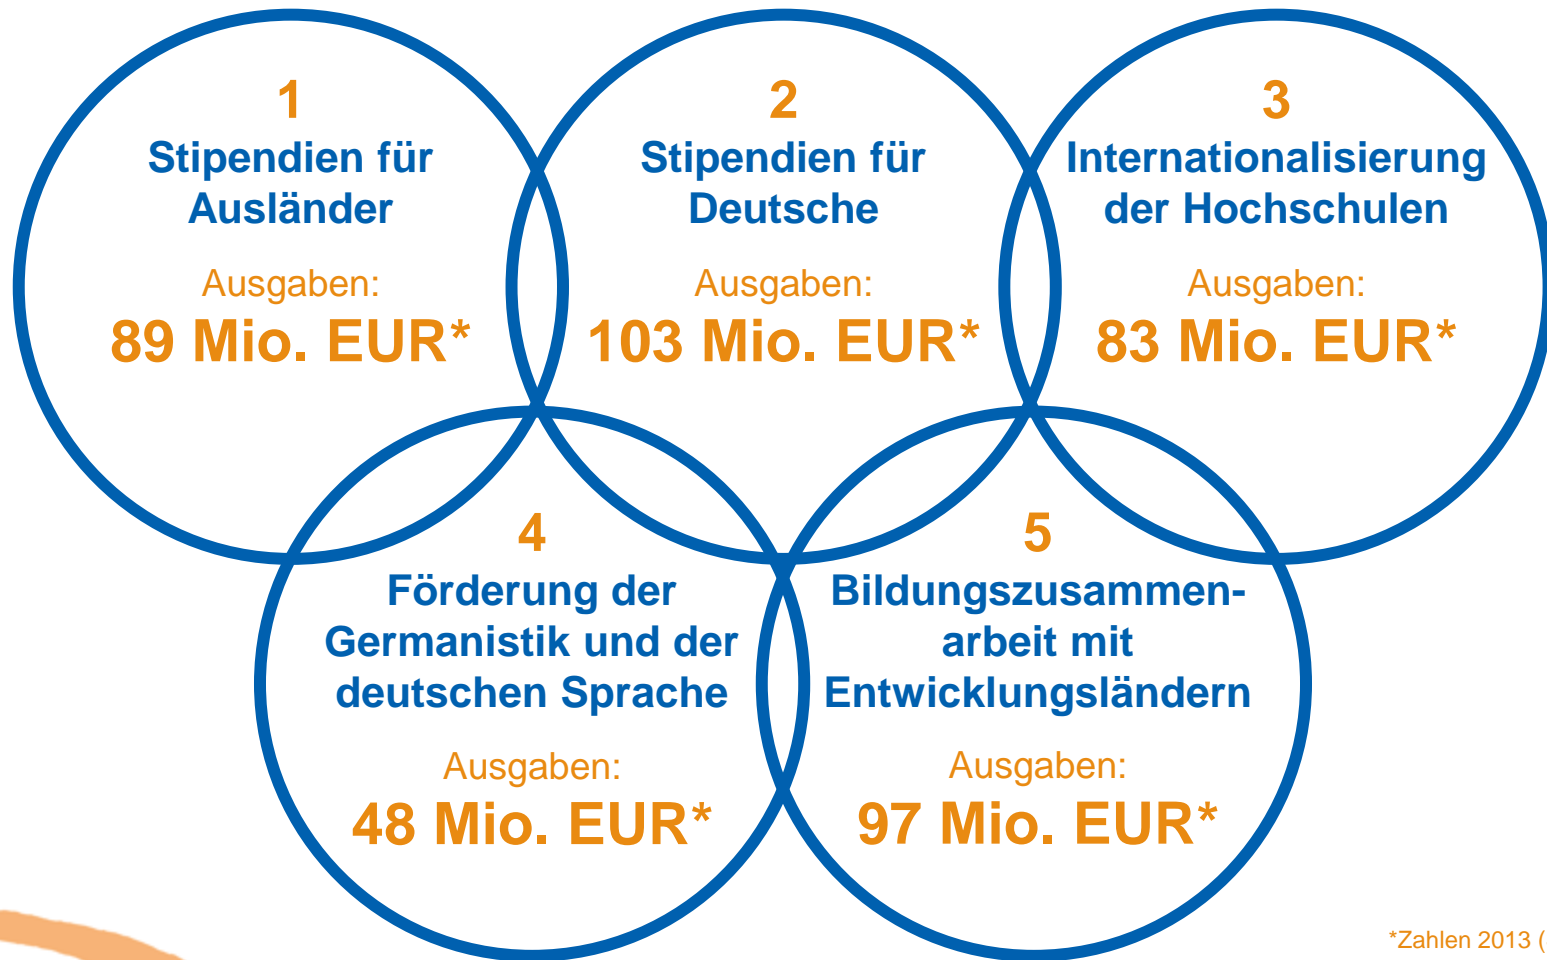 1
Stipendien für
Ausländer
Ausgaben:
89 Mio. EUR*
2
Stipendien für
Deutsche
Ausgaben:
103 Mio. EUR*
3
Internationalisierung
der Hochschulen
Ausgaben:
83 Mio. EUR*
4
Förderung der
Germanistik und der
deutschen Sprache
Ausgaben:
48 Mio. EUR*
5
Bildungszusammen-
arbeit mit
Entwicklungsländern
Ausgaben:
97 Mio. EUR*
*Zahlen 2013 (